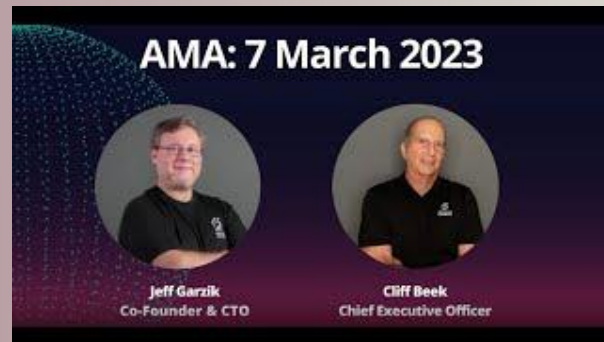 AMA: 7 March 2023
Jeff Garzik
Cliff Beek
Co-Founder & CTO
Chief Executive Officer